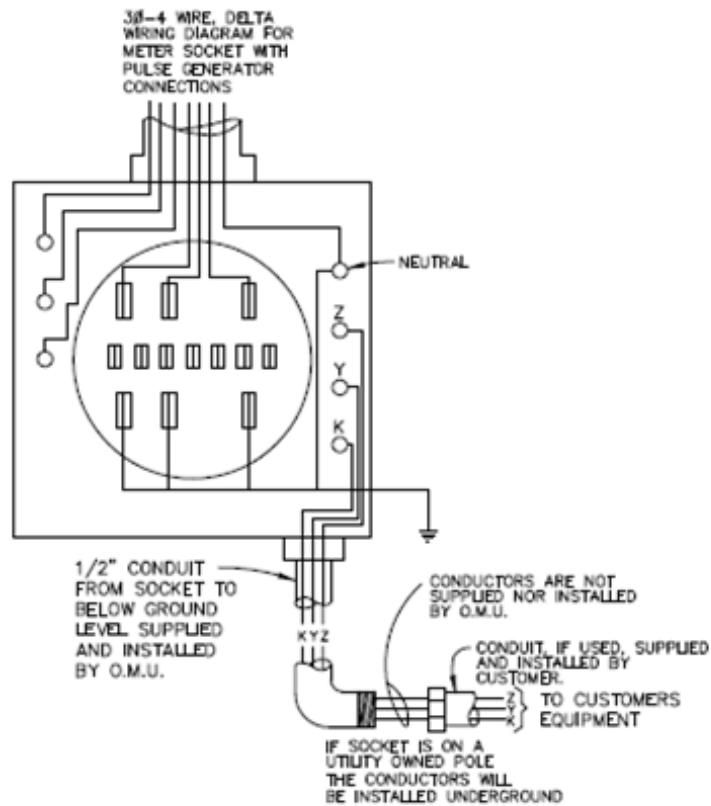 3Ø-4 WIRE, DELTA
WIRING DIAGRAM FOR
METER SOCKET WITH
PULSE GENERATOR
CONNECTIONS
NEUTRAL
Z
Y
K
1/2" CONDUIT
FROM SOCKET TO
BELOW GROUND
LEVEL SUPPLIED
AND INSTALLED
BY O.M.U.
KYZ
CONDUCTORS ARE NOT
SUPPLIED NOR INSTALLED
BY O.M.U.
CONDUIT, IF USED, SUPPLIED
AND INSTALLED BY
CUSTOMER.
Z
Y
K
TO CUSTOMERS
EQUIPMENT
IF SOCKET IS ON A
UTILITY OWNED POLE
THE CONDUCTORS WILL
BE INSTALLED UNDERGROUND